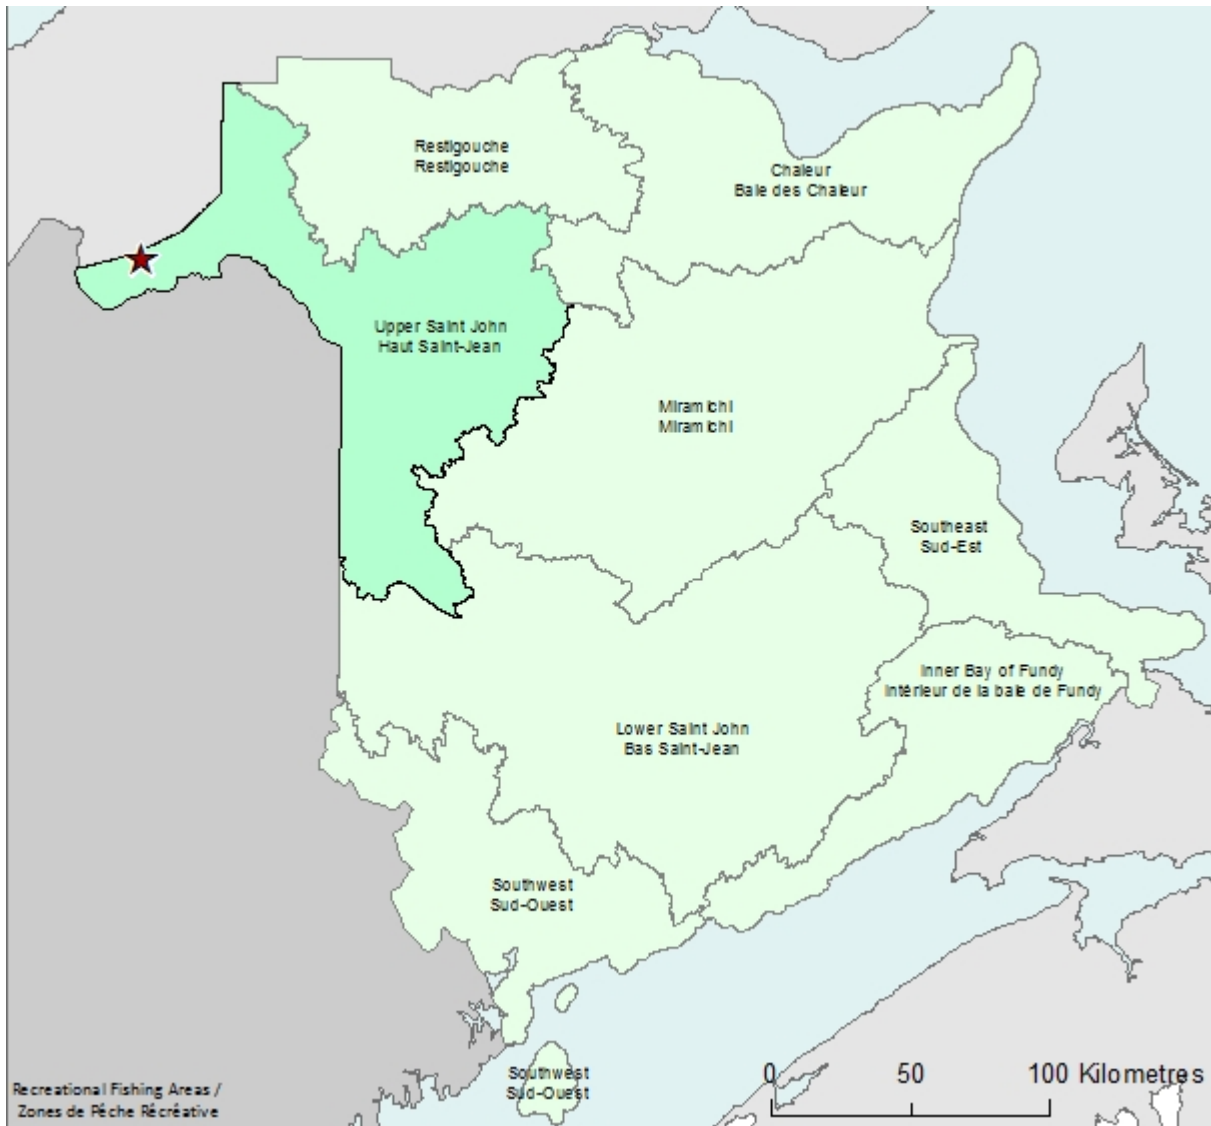 Restigouche
Restigouche
Chaleur
Baie des Chaleur
Upper Saint John
Haut Saint-Jean
Miramichi
Miramichi
Southeast
Sud-Est
Inner Bay of Fundy
Intérieur de la baie de Fundy
Lower Saint John
Bas Saint-Jean
Southwest
Sud-Ouest
Southwest
Sud-Ouest
0 50 100 Kilometres
Recreational Fishing Areas /
Zones de Pêche Récréative